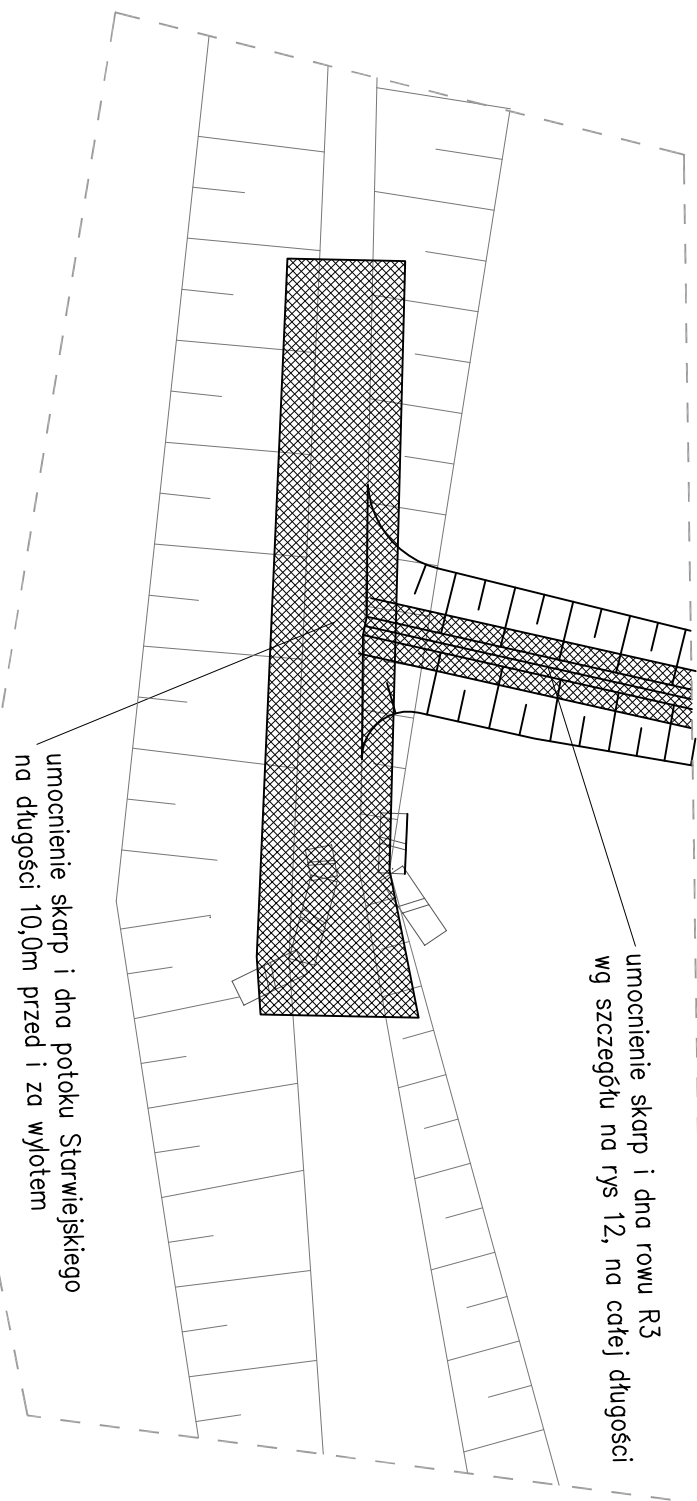 umocnienie skarp i dna rowu R3
wg szczegółu na rys 12, na całej długości
umocnienie skarp i dna potoku Starwiejskiego
na długości 10,0m przed i za wylotem